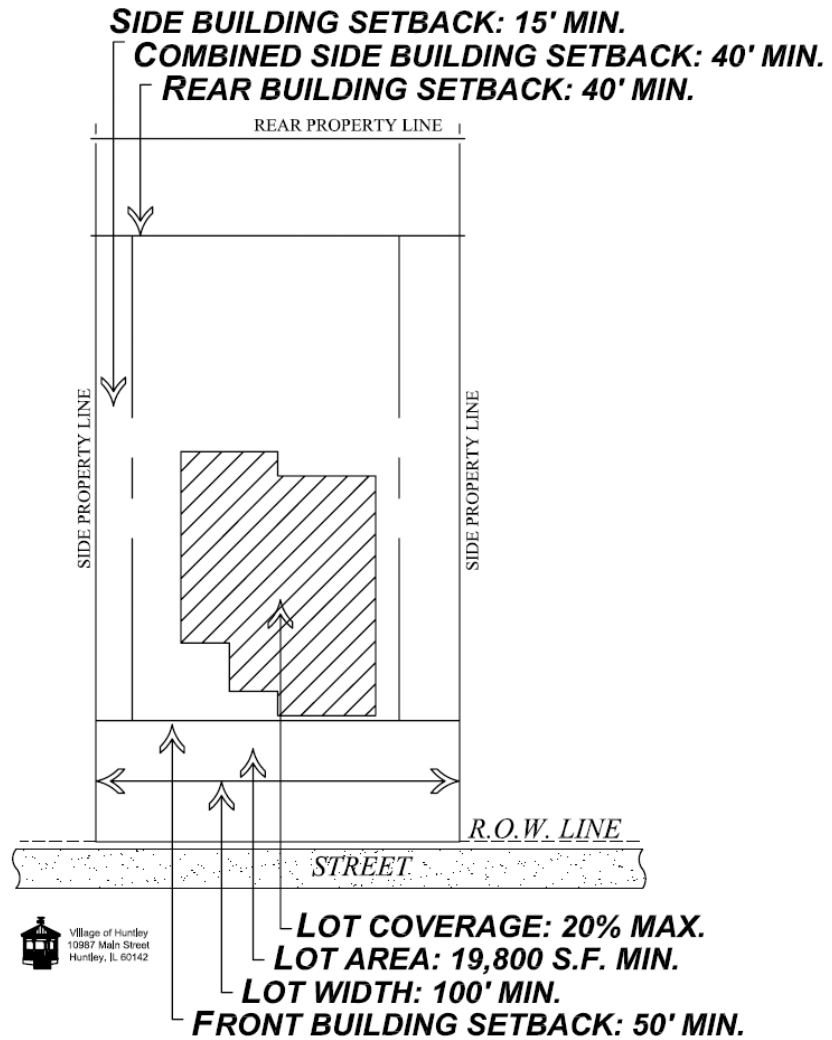 SIDE BUILDING SETBACK: 15' MIN.
COMBINED SIDE BUILDING SETBACK: 40' MIN.
REAR BUILDING SETBACK: 40' MIN.
REAR PROPERTY LINE
SIDE PROPERTY LINE
SIDE PROPERTY LINE
R.O.W. LINE
STREET
Village of Huntley
10987 Main Street
Huntley, IL 60142
LOT COVERAGE: 20% MAX.
LOT AREA: 19,800 S.F. MIN.
LOT WIDTH: 100' MIN.
FRONT BUILDING SETBACK: 50' MIN.